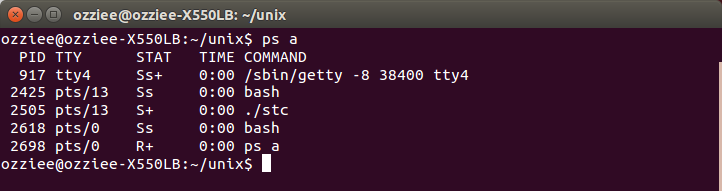 ozziee@ozziee-X550LB: ~/unix
ozziee@ozziee-X550LB:~/unix$ ps a
  PID TTY      STAT   TIME COMMAND
  917 tty4     Ss+    0:00 /sbin/getty -8 38400 tty4
 2425 pts/13   Ss     0:00 bash
 2505 pts/13   S+     0:00 ./stc
 2618 pts/0    Ss     0:00 bash
 2698 pts/0    R+     0:00 ps a
ozziee@ozziee-X550LB:~/unix$